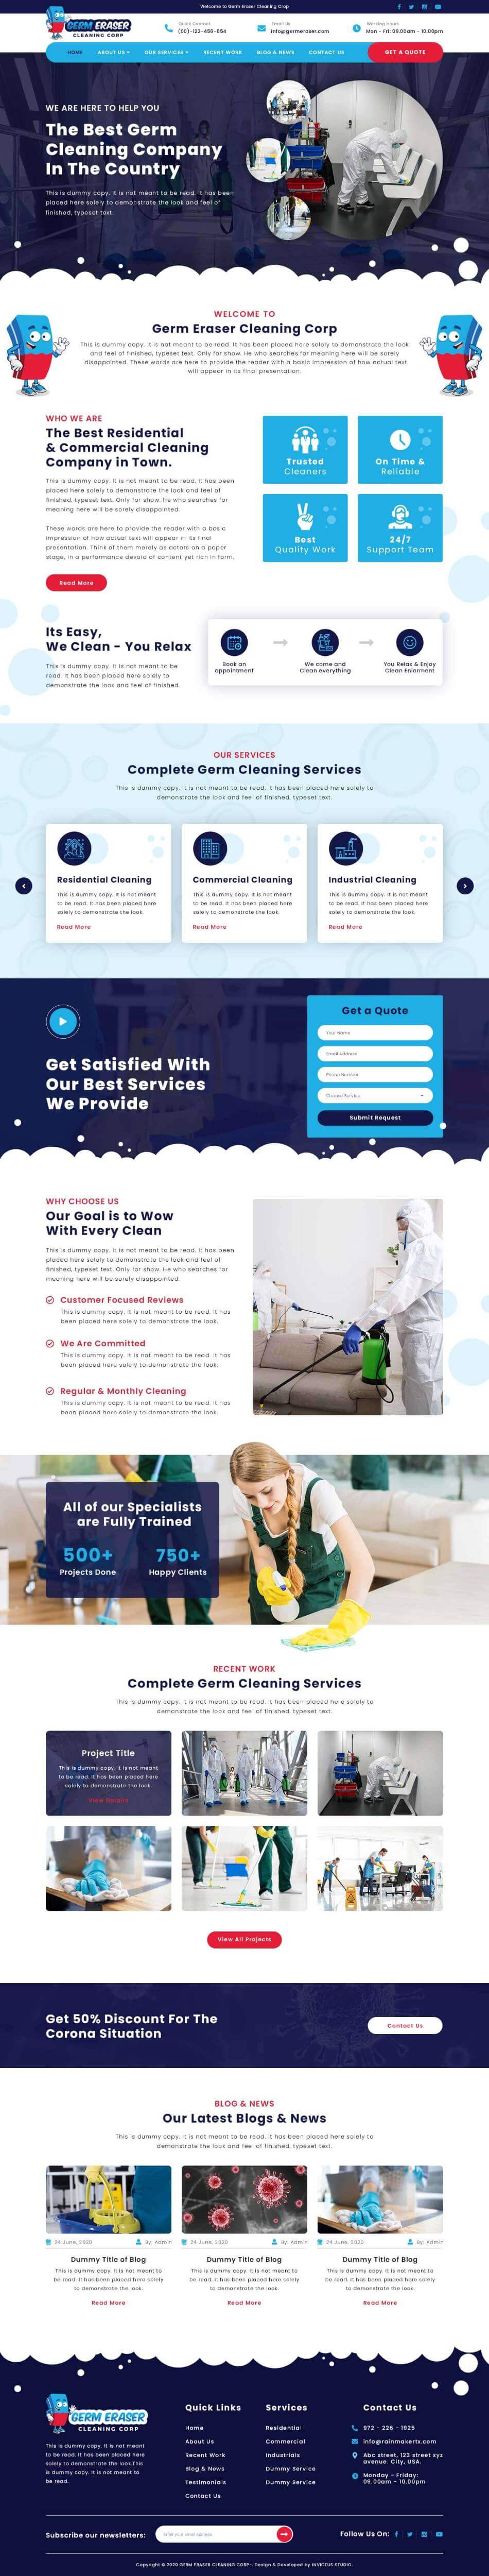 Welcome to Germ Eraser Cleaning Corp
GERM ERASER
CLEANING CORP
Quick Contact
(00)-123-456-654
Email us
info@germeraser.com
Working Hours
Mon - Fri: 09.00am - 10.00pm
HOME
ABOUT US
OUR SERVICES
RECENT WORK
BLOG & NEWS
CONTACT US
GET A QUOTE
WE ARE HERE TO HELP YOU
The Best Germ
Cleaning Company
In The Country
This is dummy copy. It is not meant to be read. It has been
placed here solely to demonstrate the look and feel of
finished, typeset text.
WELCOME TO
Germ Eraser Cleaning Corp
This is dummy copy. It is not meant to be read. It has been placed here solely to demonstrate the look
and feel of finished, typeset text. Only for show. He who searches for meaning here will be sorely
disappointed. These words are here to provide the reader with a basic impression of how actual text
will appear in its final presentation.
WHO WE ARE
The Best Residential
& Commercial Cleaning
Company in Town.
This is dummy copy. It is not meant to be read. It has been
placed here solely to demonstrate the look and feel of
finished, typeset text. Only for show. He who searches for
meaning here will be sorely disappointed.
These words are here to provide the reader with a basic
impression of how actual text will appear in its final
presentation. Think of them merely as actors on a paper
stage, in a performance devoid of content yet rich in form.
Read More
Trusted
Cleaners
On Time &
Reliable
Best
Quality Work
24/7
Support Team
Its Easy,
We Clean - You Relax
This is dummy copy. It is not meant to be
read. It has been placed here solely to
demonstrate the look and feel of finished.
Book an
appointment
We come and
Clean everything
You Relax & Enjoy
Clean Enlorment
OUR SERVICES
Complete Germ Cleaning Services
This is dummy copy. It is not meant to be read. It has been placed here solely to
demonstrate the look and feel of finished, typeset text.
Residential Cleaning
This is dummy copy. It is not meant
to be read. It has been placed here
solely to demonstrate the look.
Read More
Commercial Cleaning
This is dummy copy. It is not meant
to be read. It has been placed here
solely to demonstrate the look.
Read More
Industrial Cleaning
This is dummy copy. It is not meant
to be read. It has been placed here
solely to demonstrate the look.
Read More
Get Satisfied With
Our Best Services
We Provide
Get a Quote
Your Name
Email Address
Phone Number
Choose Service
Submit Request
WHY CHOOSE US
Our Goal is to Wow
With Every Clean
This is dummy copy. It is not meant to be read. It has been
placed here solely to demonstrate the look and feel of
finished, typeset text. Only for show. He who searches for
meaning here will be sorely disappointed.
Customer Focused Reviews
This is dummy copy. It is not meant to be read. It has
been placed here solely to demonstrate the look.
We Are Committed
This is dummy copy. It is not meant to be read. It has
been placed here solely to demonstrate the look.
Regular & Monthly Cleaning
This is dummy copy. It is not meant to be read. It has
been placed here solely to demonstrate the look.
All of our Specialists
are Fully Trained
500+
Projects Done
750+
Happy Clients
RECENT WORK
Complete Germ Cleaning Services
This is dummy copy. It is not meant to be read. It has been placed here solely to
demonstrate the look and feel of finished, typeset text.
Project Title
This is dummy copy. It is not meant
to be read. It has been placed here
solely to demonstrate the look.
View Details
View All Projects
Get 50% Discount For The
Corona Situation
Contact Us
BLOG & NEWS
Our Latest Blogs & News
This is dummy copy. It is not meant to be read. It has been placed here solely to
demonstrate the look and feel of finished, typeset text.
24 June, 2020
By: Admin
Dummy Title of Blog
This is dummy copy. It is not meant to
be read. It has been placed here solely
to demonstrate the look.
Read More
24 June, 2020
By: Admin
Dummy Title of Blog
This is dummy copy. It is not meant to
be read. It has been placed here solely
to demonstrate the look.
Read More
24 June, 2020
By: Admin
Dummy Title of Blog
This is dummy copy. It is not meant to
be read. It has been placed here solely
to demonstrate the look.
Read More
GERM ERASER
CLEANING CORP
This is dummy copy. It is not meant
to be read. It has been placed here
solely to demonstrate the look.This
is dummy copy. It is not meant to
be read.
Quick Links
Home
About Us
Recent Work
Blog & News
Testimonials
Contact Us
Services
Residential
Commercial
Industrials
Dummy Service
Dummy Service
Contact Us
972 - 226 - 1925
info@rainmakertx.com
Abc street, 123 street xyz
avenue. City, USA.
Monday - Friday:
09.00am - 10.00pm
Subscribe our newsletters:
Enter your email address
Follow Us On:
Copyright © 2020 GERM ERASER CLEANING CORP-. Design & Developed by INVICTUS STUDIO.